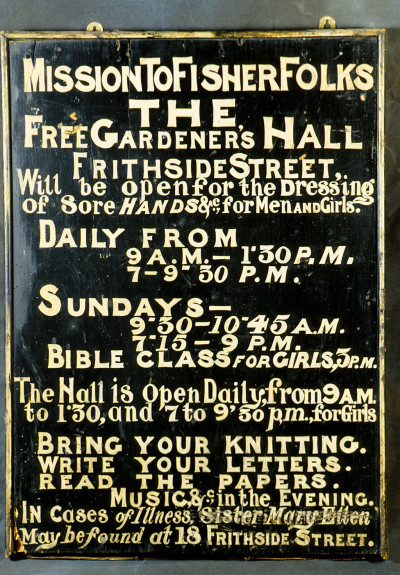 MISSION TO FISHER FOLKS
THE
FREE GARDENER'S HALL
FRITHSIDE STREET,
Will be open for the Dressing
of Sore HANDS &c, for Men AND Girls.
DAILY FROM
9 A.M. – 1·30 P.M.
7 – 9·30 P.M.
SUNDAYS –
9·30 – 10·45 A.M.
7·15 – 9 P.M.
BIBLE CLASS FOR GIRLS, 3 P.M.
The Hall is Open Daily, from 9 A.M.
to 1·30, and 7 to 9'30 p.m., for Girls
BRING YOUR KNITTING.
WRITE YOUR LETTERS.
READ THE PAPERS.
MUSIC, &c in the EVENING.
IN CASES of Illness, Sister Mary Ellen
May be found at 18 FRITHSIDE STREET.